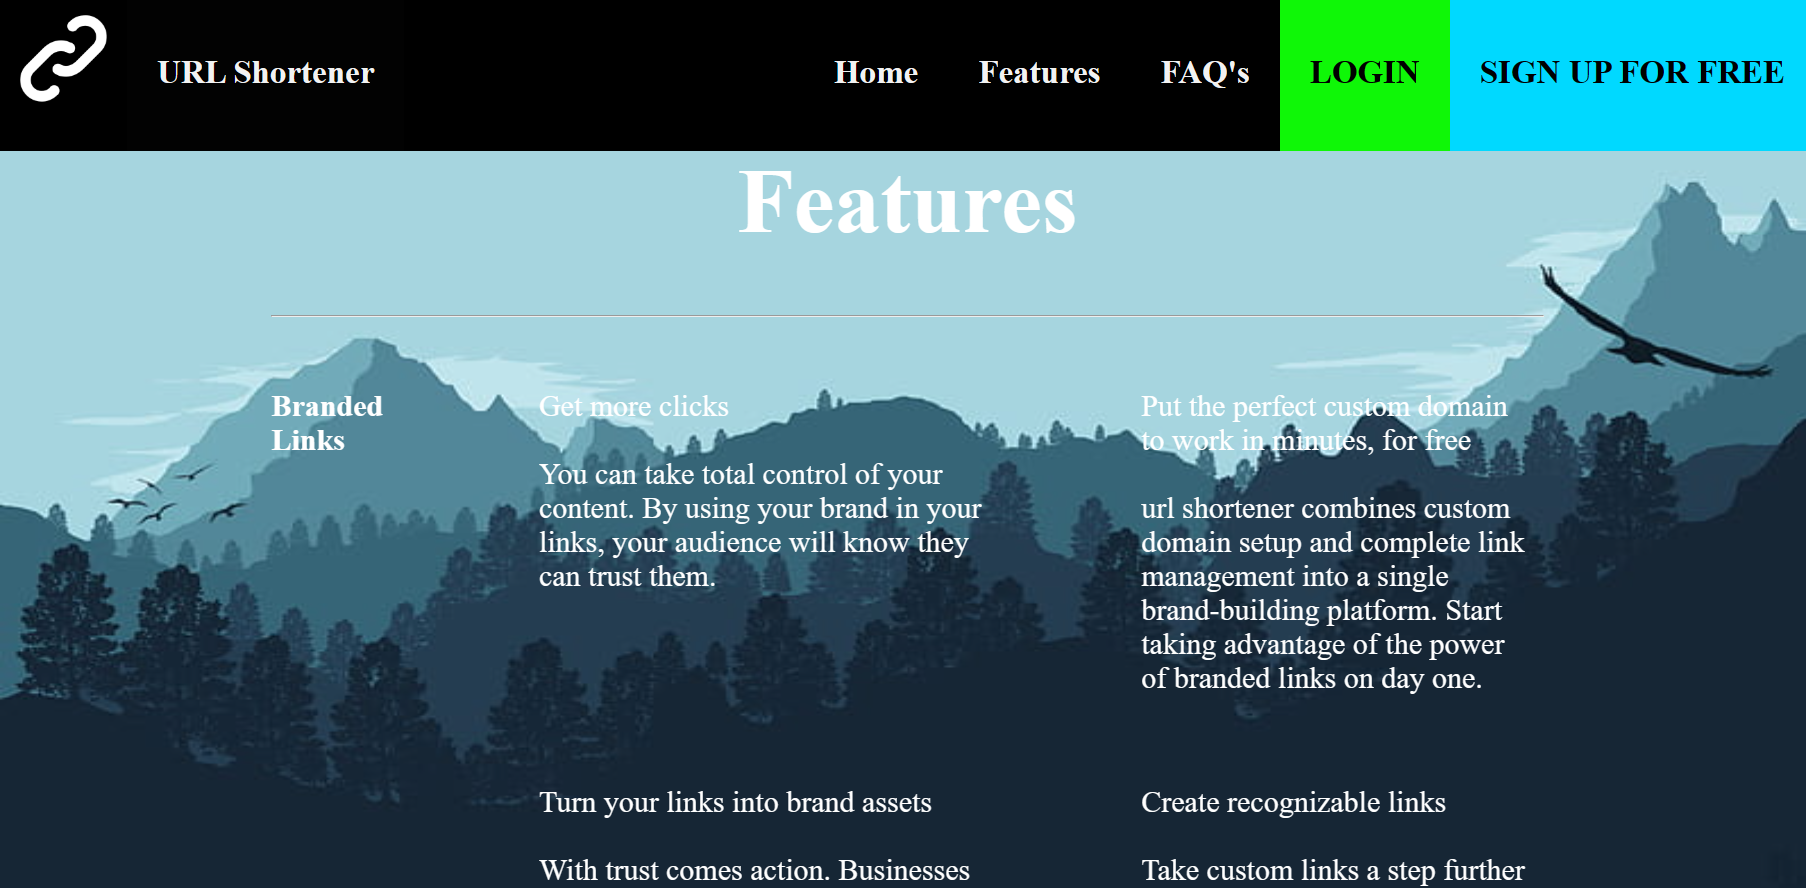 URL Shortener
Home
Features
FAQ's
LOGIN
SIGN UP FOR FREE
Features
Branded
Links
Get more clicks
You can take total control of your
content. By using your brand in your
links, your audience will know they
can trust them.
Put the perfect custom domain
to work in minutes, for free
url shortener combines custom
domain setup and complete link
management into a single
brand-building platform. Start
taking advantage of the power
of branded links on day one.
Turn your links into brand assets
With trust comes action. Businesses
Create recognizable links
Take custom links a step further